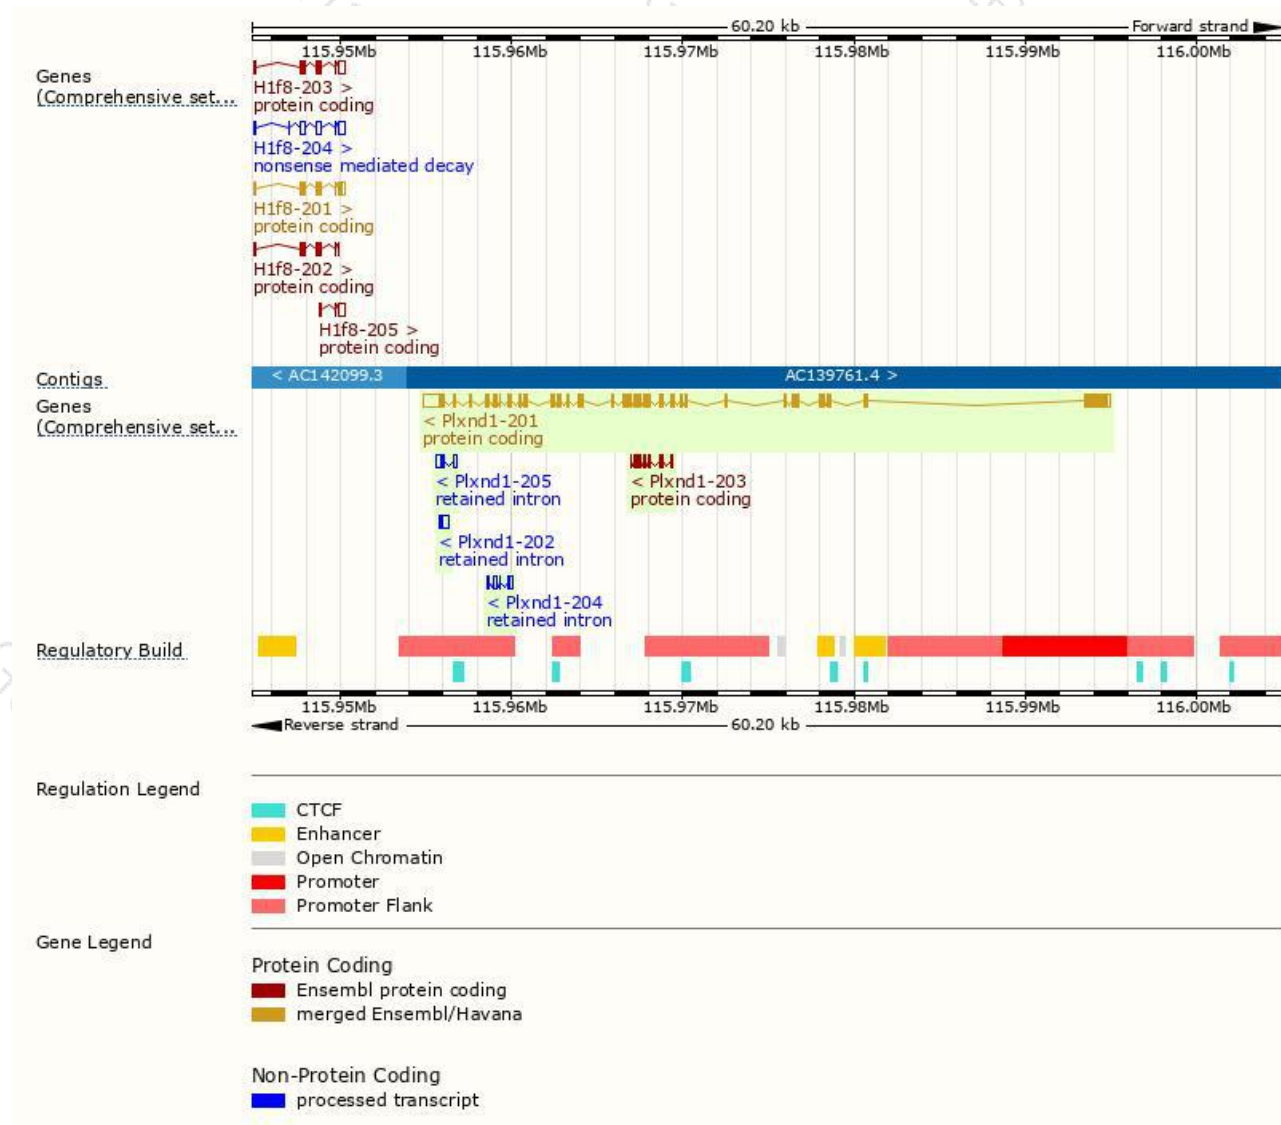 60.20 kb Forward strand
115.95Mb 115.96Mb 115.97Mb 115.98Mb 115.99Mb 116.00Mb
Genes
(Comprehensive set...
H1f8-203 >
protein coding
H1f8-204 >
nonsense mediated decay
H1f8-201 >
protein coding
H1f8-202 >
protein coding
H1f8-205 >
protein coding
Contigs < AC142099.3 AC139761.4 >
Genes
(Comprehensive set...
< Plxnd1-201
protein coding
< Plxnd1-205 < Plxnd1-203
retained intron protein coding
< Plxnd1-202
retained intron
< Plxnd1-204
retained intron
Regulatory Build
115.95Mb 115.96Mb 115.97Mb 115.98Mb 115.99Mb 116.00Mb
Reverse strand 60.20 kb
Regulation Legend
CTCF
Enhancer
Open Chromatin
Promoter
Promoter Flank
Gene Legend
Protein Coding
Ensembl protein coding
merged Ensembl/Havana
Non-Protein Coding
processed transcript